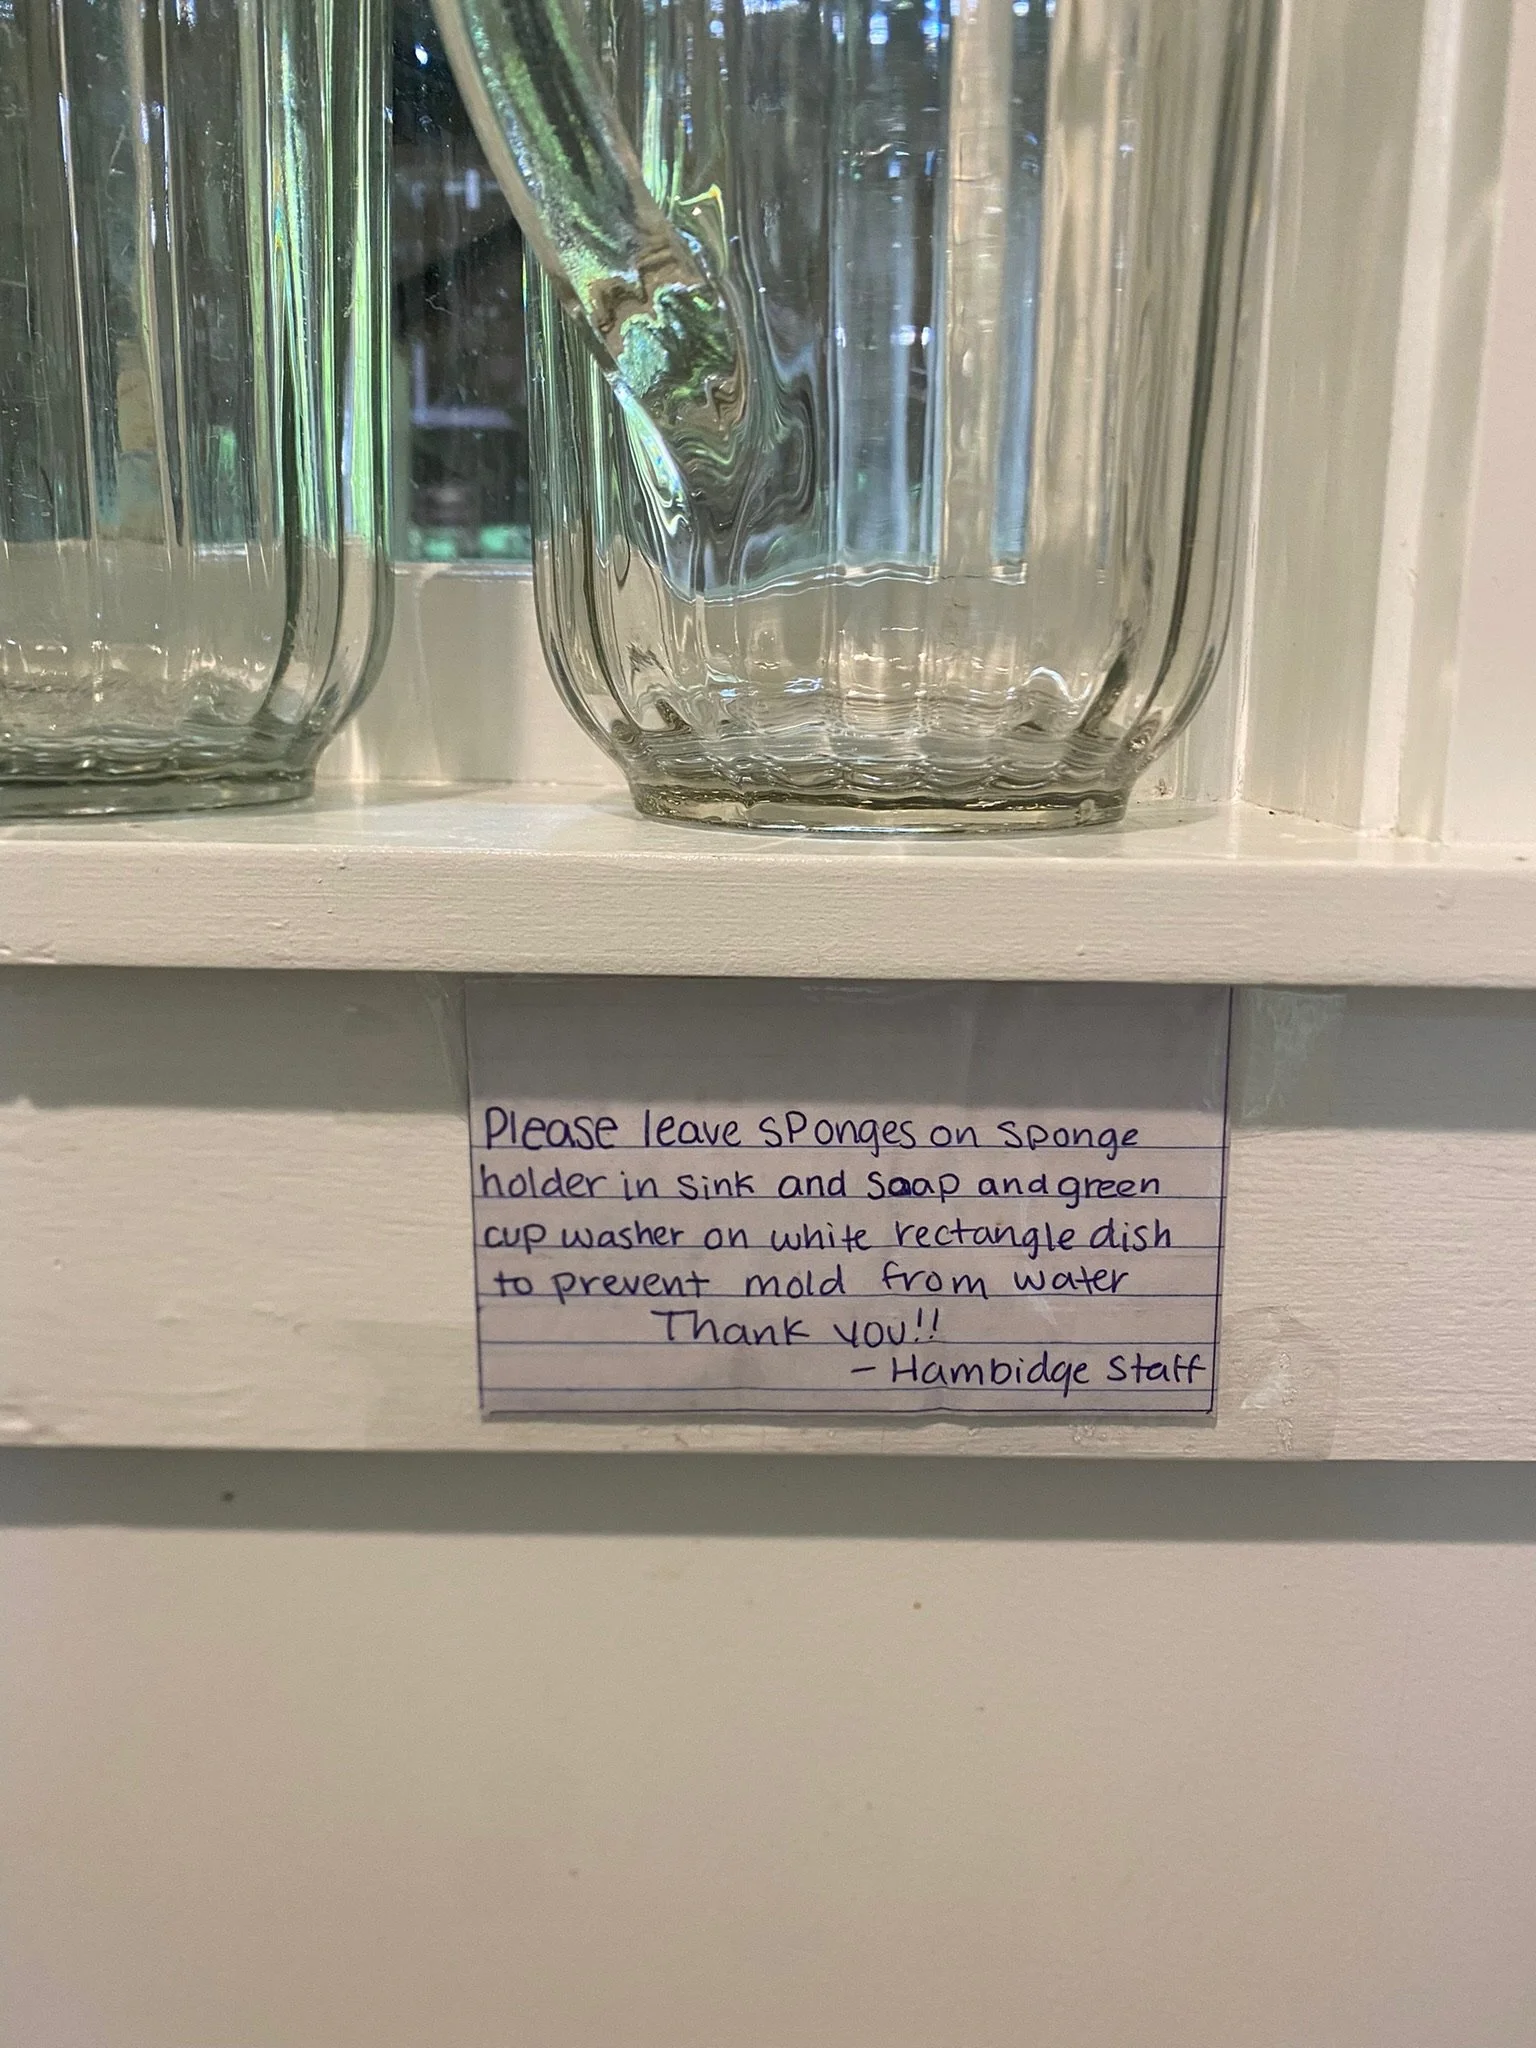 Please leave sponges on sponge
holder in sink and soap and green
cup washer on white rectangle dish
to prevent mold from water
Thank you!!
- Hambidge Staff